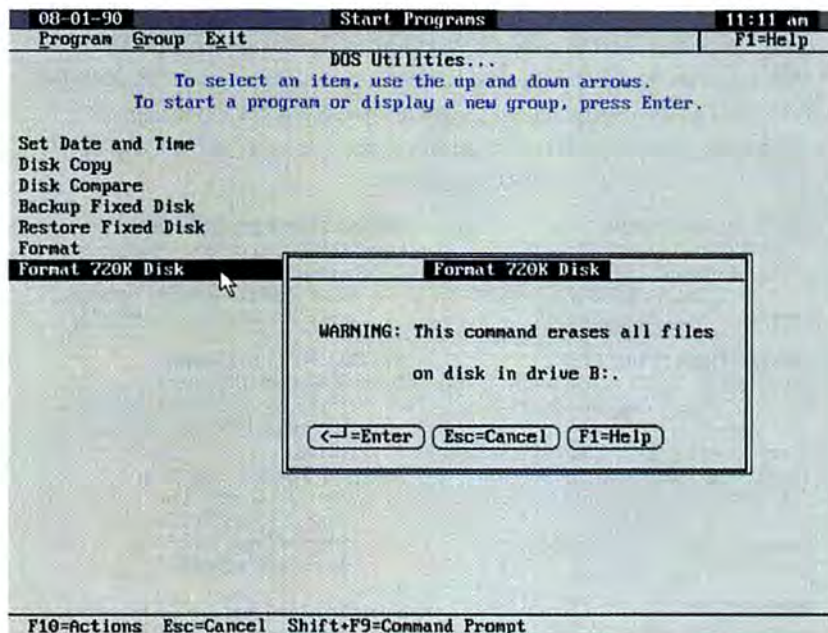 08-01-90 Start Programs 11:11 am
Program Group Exit F1=Help
DOS Utilities...
To select an item, use the up and down arrows.
To start a program or display a new group, press Enter.
Set Date and Time
Disk Copy
Disk Compare
Backup Fixed Disk
Restore Fixed Disk
Format
Format 720K Disk
Format 720K Disk
WARNING: This command erases all files
on disk in drive B:.
<─┘=Enter Esc=Cancel F1=Help
F10=Actions Esc=Cancel Shift+F9=Command Prompt